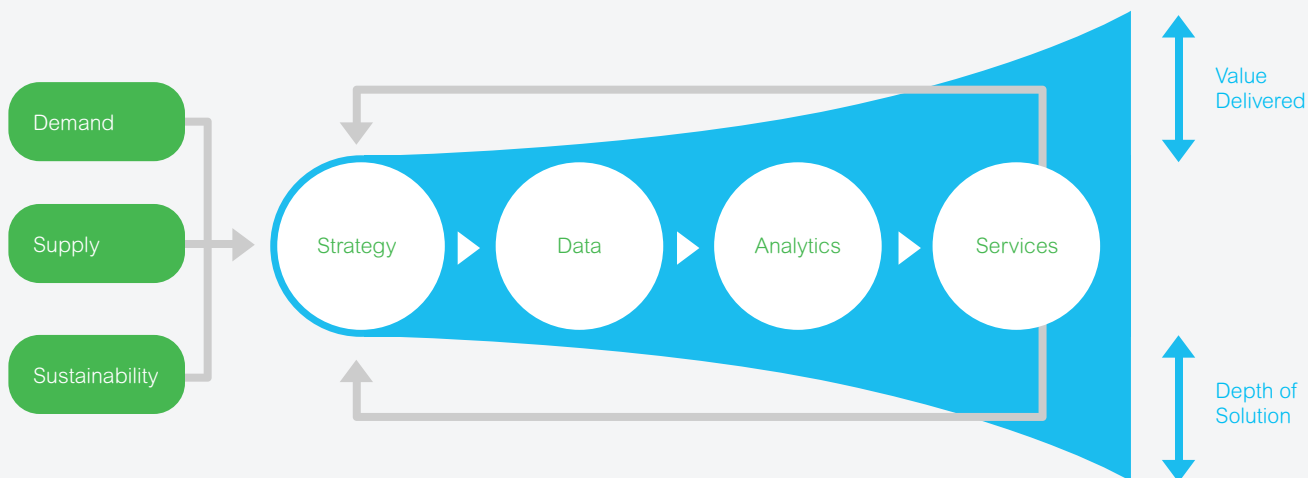 Demand
Supply
Sustainability
Strategy
Data
Analytics
Services
Value
Delivered
Depth of
Solution